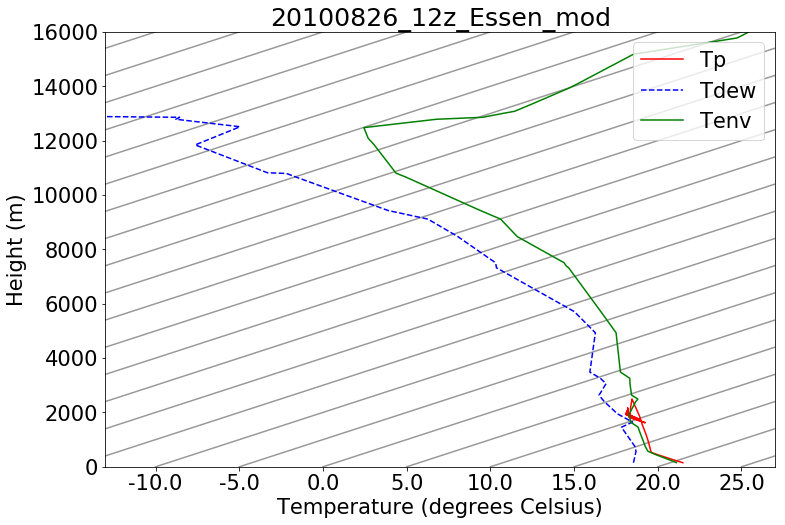 20100826_12z_Essen_mod
16000
14000
12000
10000
8000
6000
4000
2000
0
Height (m)
Tp
Tdew
Tenv
-10.0 -5.0 0.0 5.0 10.0 15.0 20.0 25.0
Temperature (degrees Celsius)